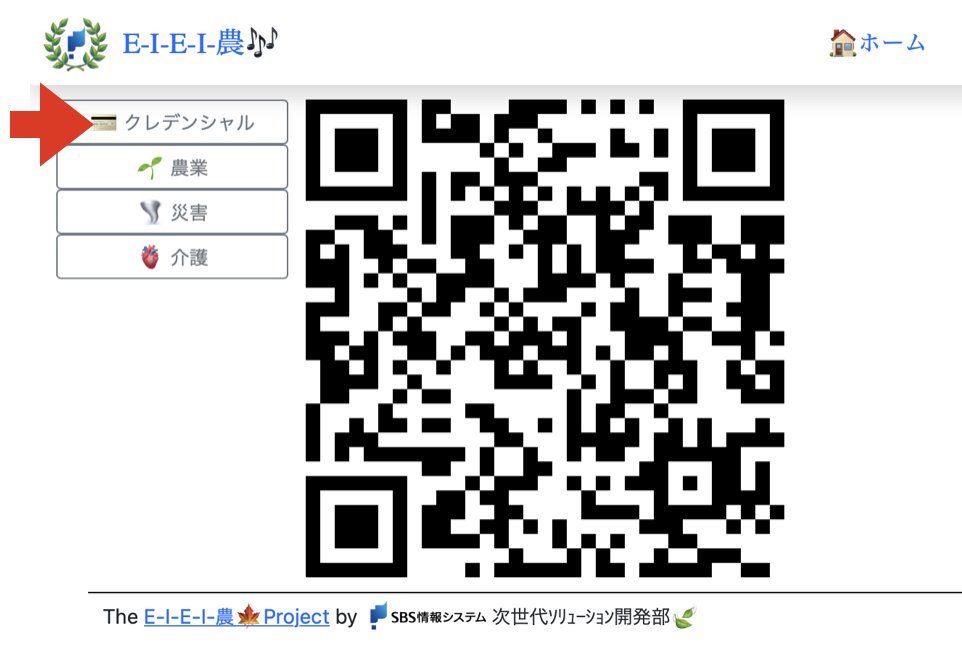 E-I-E-I-農🎶
🏠ホーム
💳 クレデンシャル
🌱 農業
🌪 災害
🫀 介護
The E-I-E-I-農🍁Project by SBS情報システム 次世代ソリューション開発部🍃